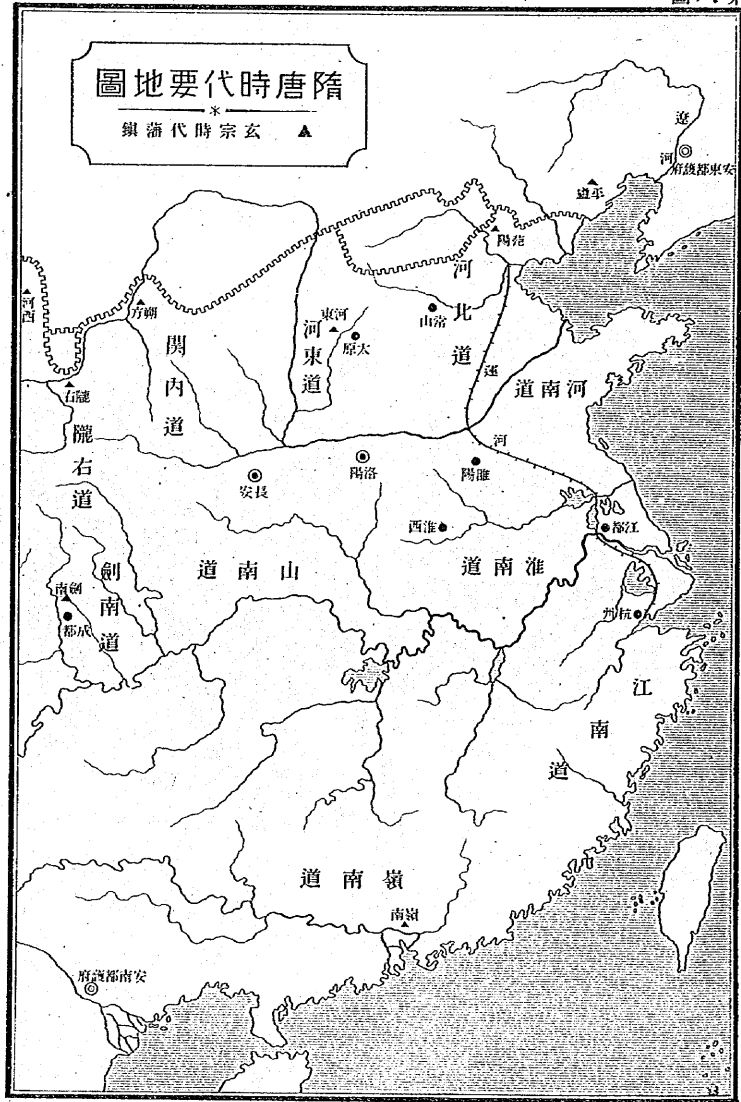 隋唐時代要地圖
▲ 玄宗時代藩鎭
遼河
安東都護府
平盧
范陽
河北道
河西
朔方
關内道
河東
河東道
太原
常山
運河
河南道
隴右
隴右道
長安
洛陽
睢陽
淮西
江都
山南道
淮南道
劍南
劍南道
成都
杭州
江南道
嶺南道
嶺南
安南都護府